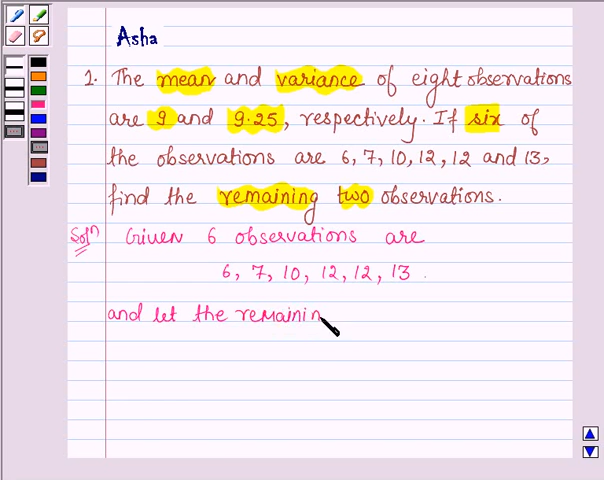 Asha
1. The mean and variance of eight observations
are 9 and 9.25, respectively. If six of
the observations are 6, 7, 10, 12, 12 and 13,
find the remaining two observations.
Solⁿ Given 6 observations are
6, 7, 10, 12, 12, 13.
and let the remainin